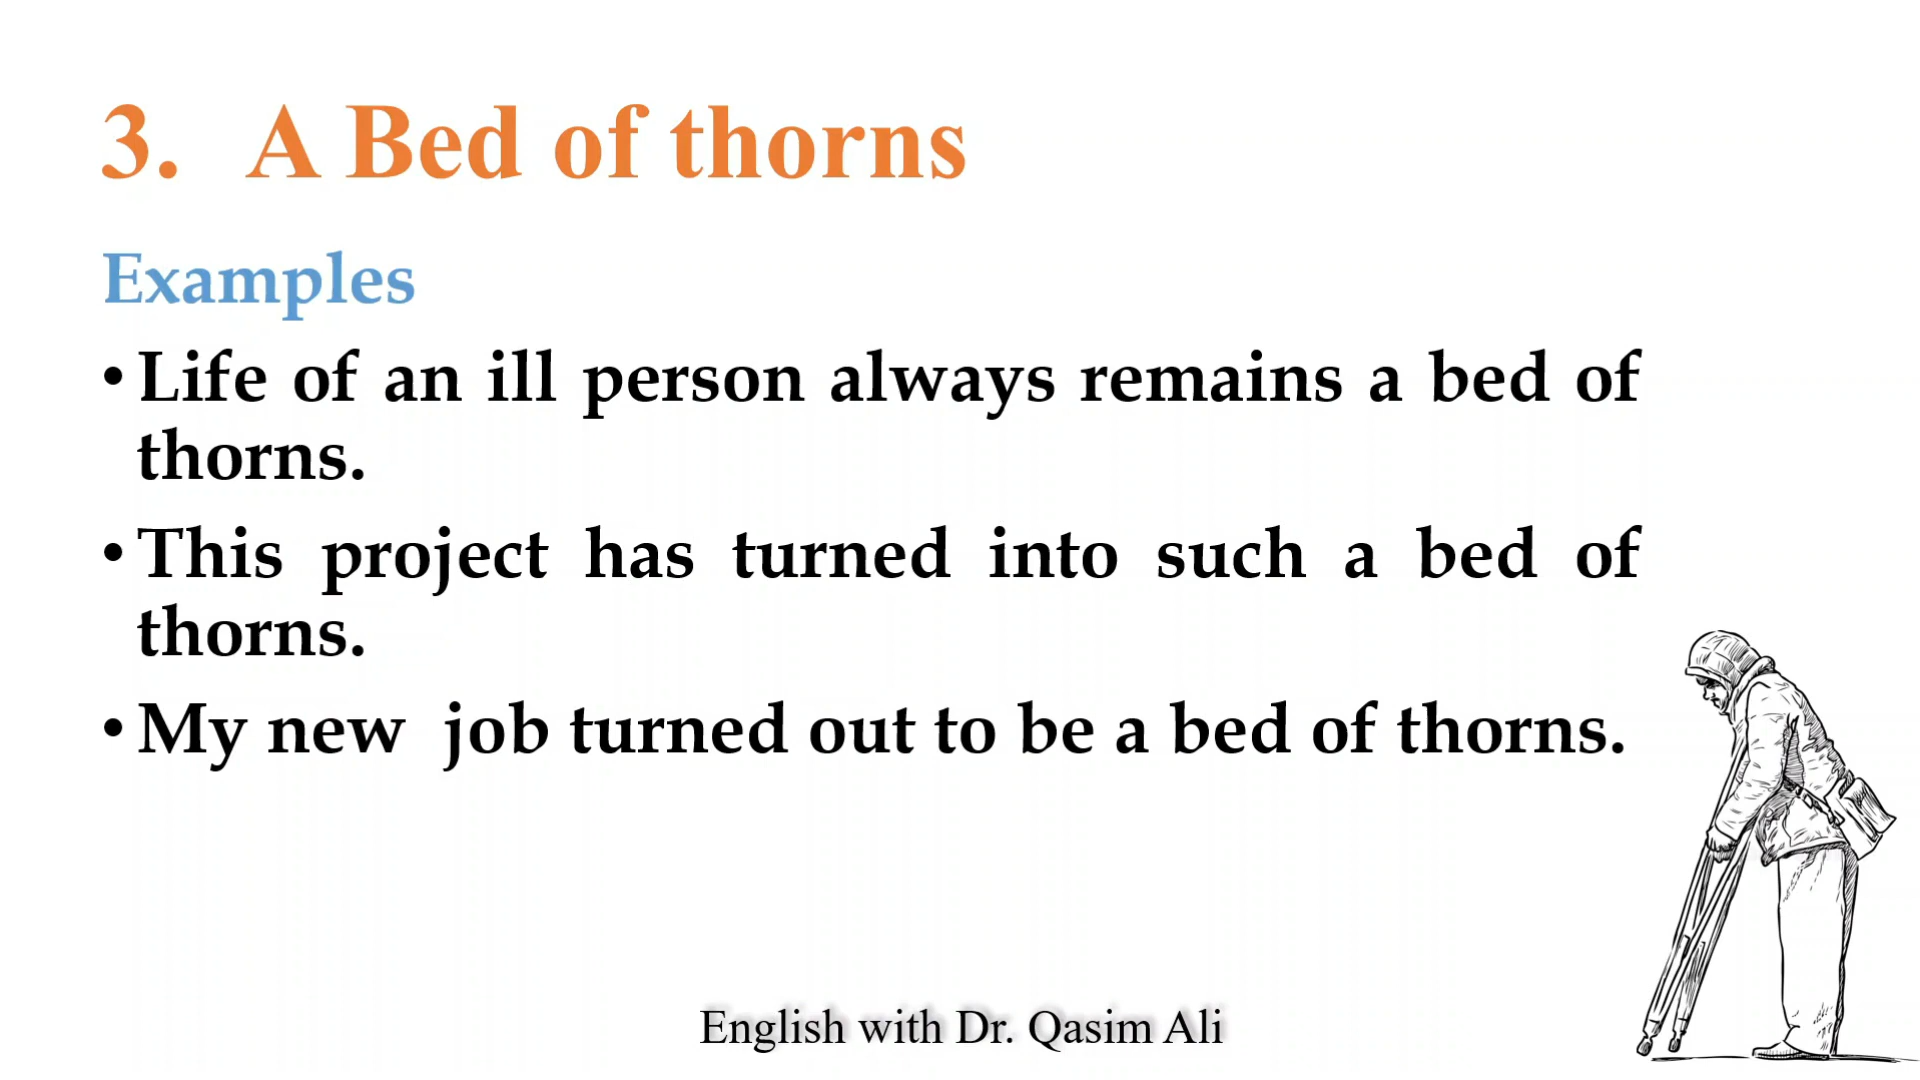 3. A Bed of thorns
Examples
• Life of an ill person always remains a bed of
thorns.
• This project has turned into such a bed of
thorns.
• My new  job turned out to be a bed of thorns.
English with Dr. Qasim Ali